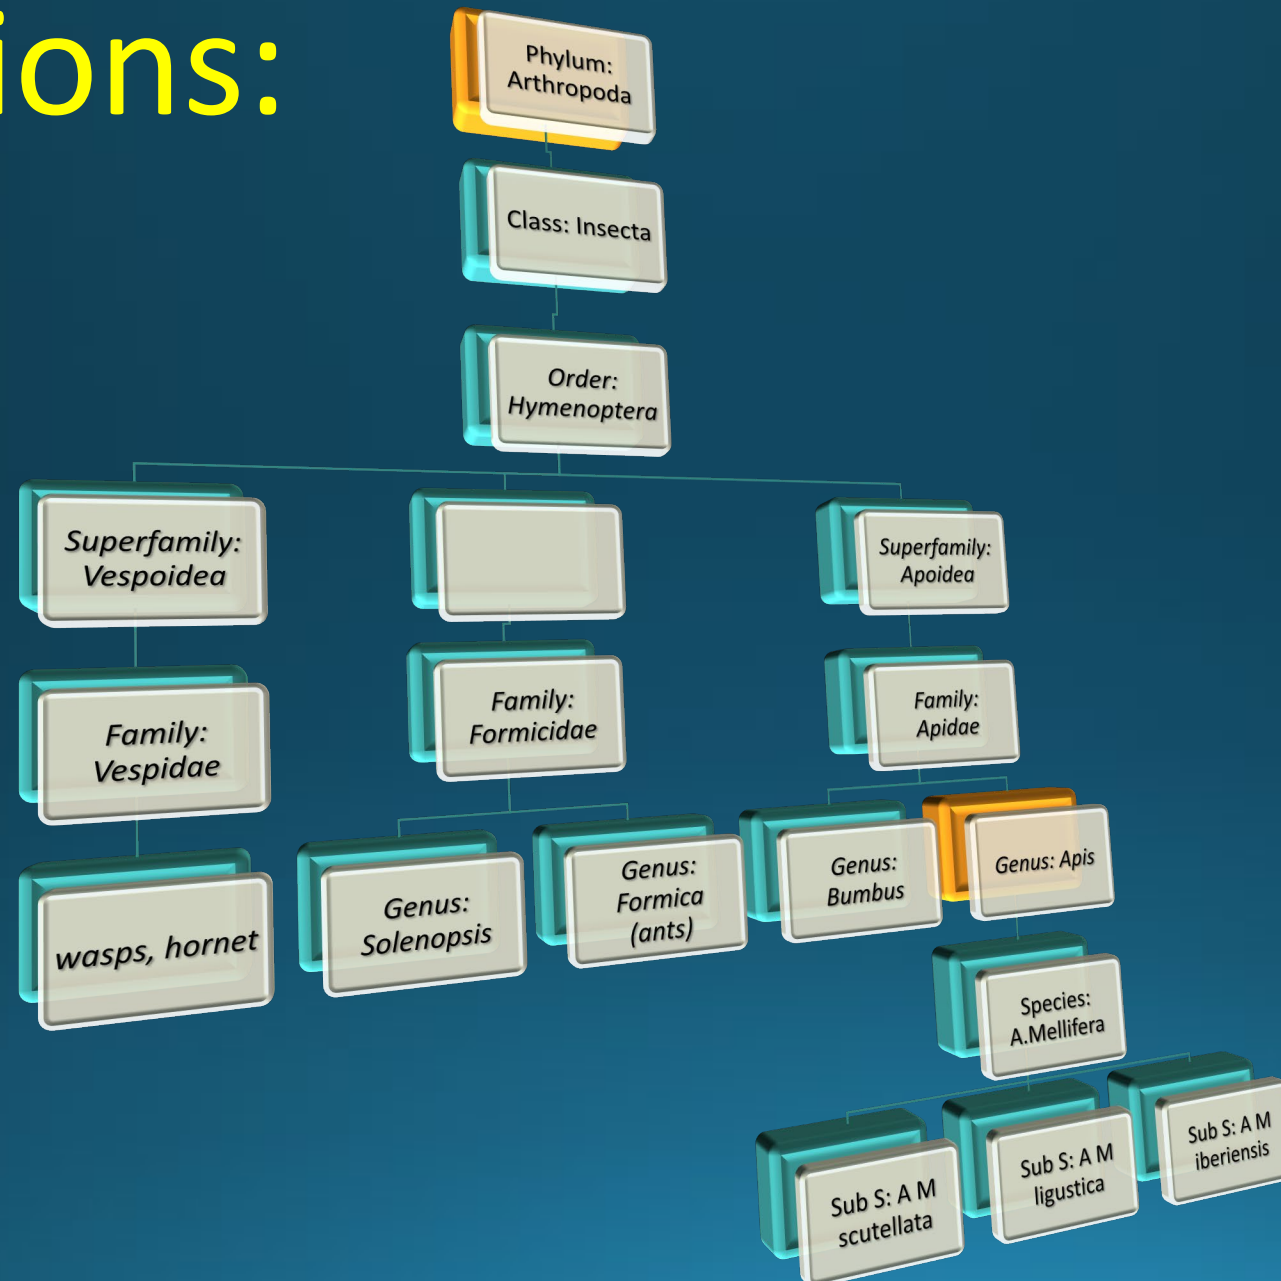 ions:
Phylum:
Arthropoda
Class: Insecta
Order:
Hymenoptera
Superfamily:
Vespoidea
Superfamily:
Apoidea
Family:
Vespidae
Family:
Formicidae
Family:
Apidae
wasps, hornet
Genus:
Solenopsis
Genus:
Formica
(ants)
Genus:
Bumbus
Genus: Apis
Species:
A.Mellifera
Sub S: A M
scutellata
Sub S: A M
ligustica
Sub S: A M
iberiensis